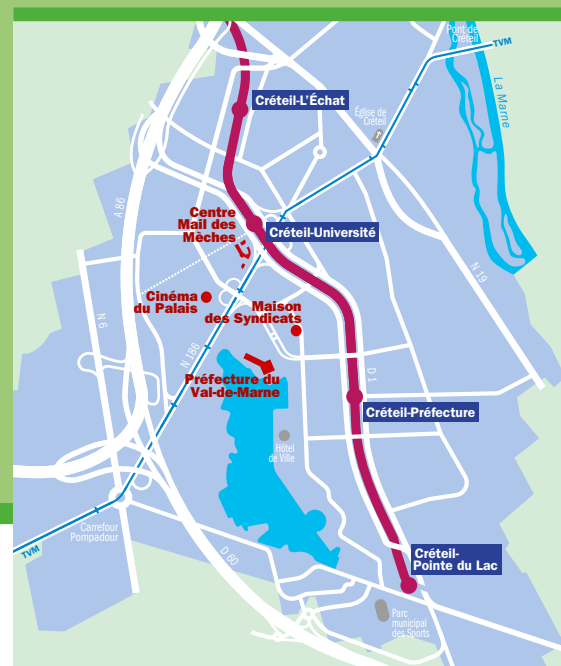 Pont de
Créteil
TVM
La Marne
Créteil-L'Échat
Église de
Créteil
A 86
Centre
Mail des
Mèches
Créteil-Université
N 19
Cinéma
du Palais
Maison
des Syndicats
N 6
N 186
D 1
Préfecture du
Val-de-Marne
Créteil-Préfecture
Hôtel
de Ville
Carrefour
Pompadour
TVM
D 60
Créteil-
Pointe du Lac
Parc
municipal
des Sports